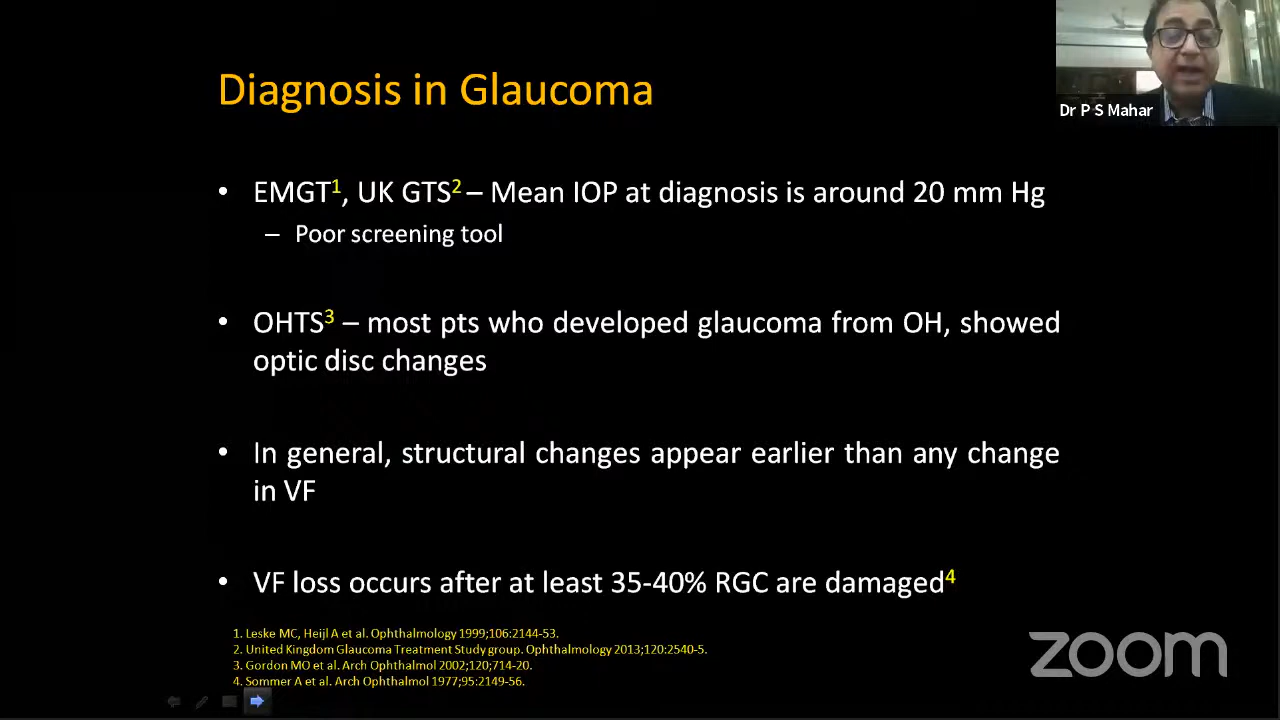 Diagnosis in Glaucoma
Dr P S Mahar
• EMGT1, UK GTS2 – Mean IOP at diagnosis is around 20 mm Hg
– Poor screening tool
• OHTS3 – most pts who developed glaucoma from OH, showed
optic disc changes
• In general, structural changes appear earlier than any change
in VF
• VF loss occurs after at least 35-40% RGC are damaged4
1. Leske MC, Heijl A et al. Ophthalmology 1999;106:2144-53.
2. United Kingdom Glaucoma Treatment Study group. Ophthalmology 2013;120:2540-5.
3. Gordon MO et al. Arch Ophthalmol 2002;120;714-20.
4. Sommer A et al. Arch Ophthalmol 1977;95:2149-56.
zoom